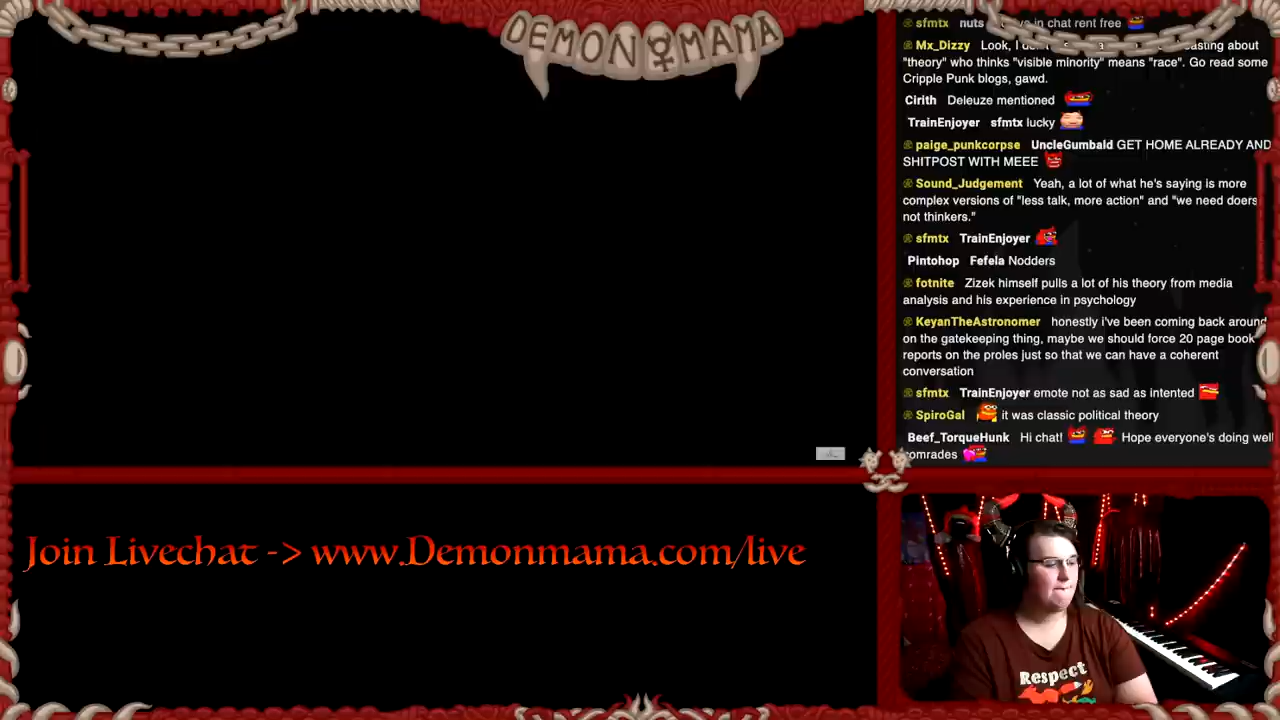 DEMON MAMA
sfmtx nuts in chat rent free
Mx_Dizzy Look, I casting about
"theory" who thinks "visible minority" means "race". Go read some
Cripple Punk blogs, gawd.
Cirith Deleuze mentioned
TrainEnjoyer sfmtx lucky
paige_punkcorpse UncleGumbald GET HOME ALREADY AND
SHITPOST WITH MEEE
Sound_Judgement Yeah, a lot of what he's saying is more
complex versions of "less talk, more action" and "we need doers
not thinkers."
sfmtx TrainEnjoyer
Pintohop Fefela Nodders
fotnite Zizek himself pulls a lot of his theory from media
analysis and his experience in psychology
KeyanTheAstronomer honestly i've been coming back around
on the gatekeeping thing, maybe we should force 20 page book
reports on the proles just so that we can have a coherent
conversation
sfmtx TrainEnjoyer emote not as sad as intented
SpiroGal it was classic political theory
Beef_TorqueHunk Hi chat! Hope everyone's doing well
comrades
Join Livechat -> www.Demonmama.com/live
Respect